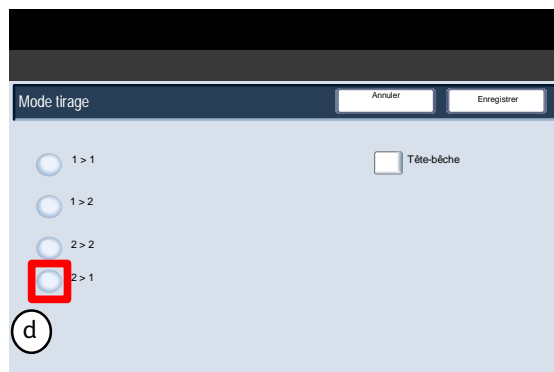 Mode tirage
Annuler
Enregistrer
1 > 1
Tête-bêche
1 > 2
2 > 2
2 > 1
d